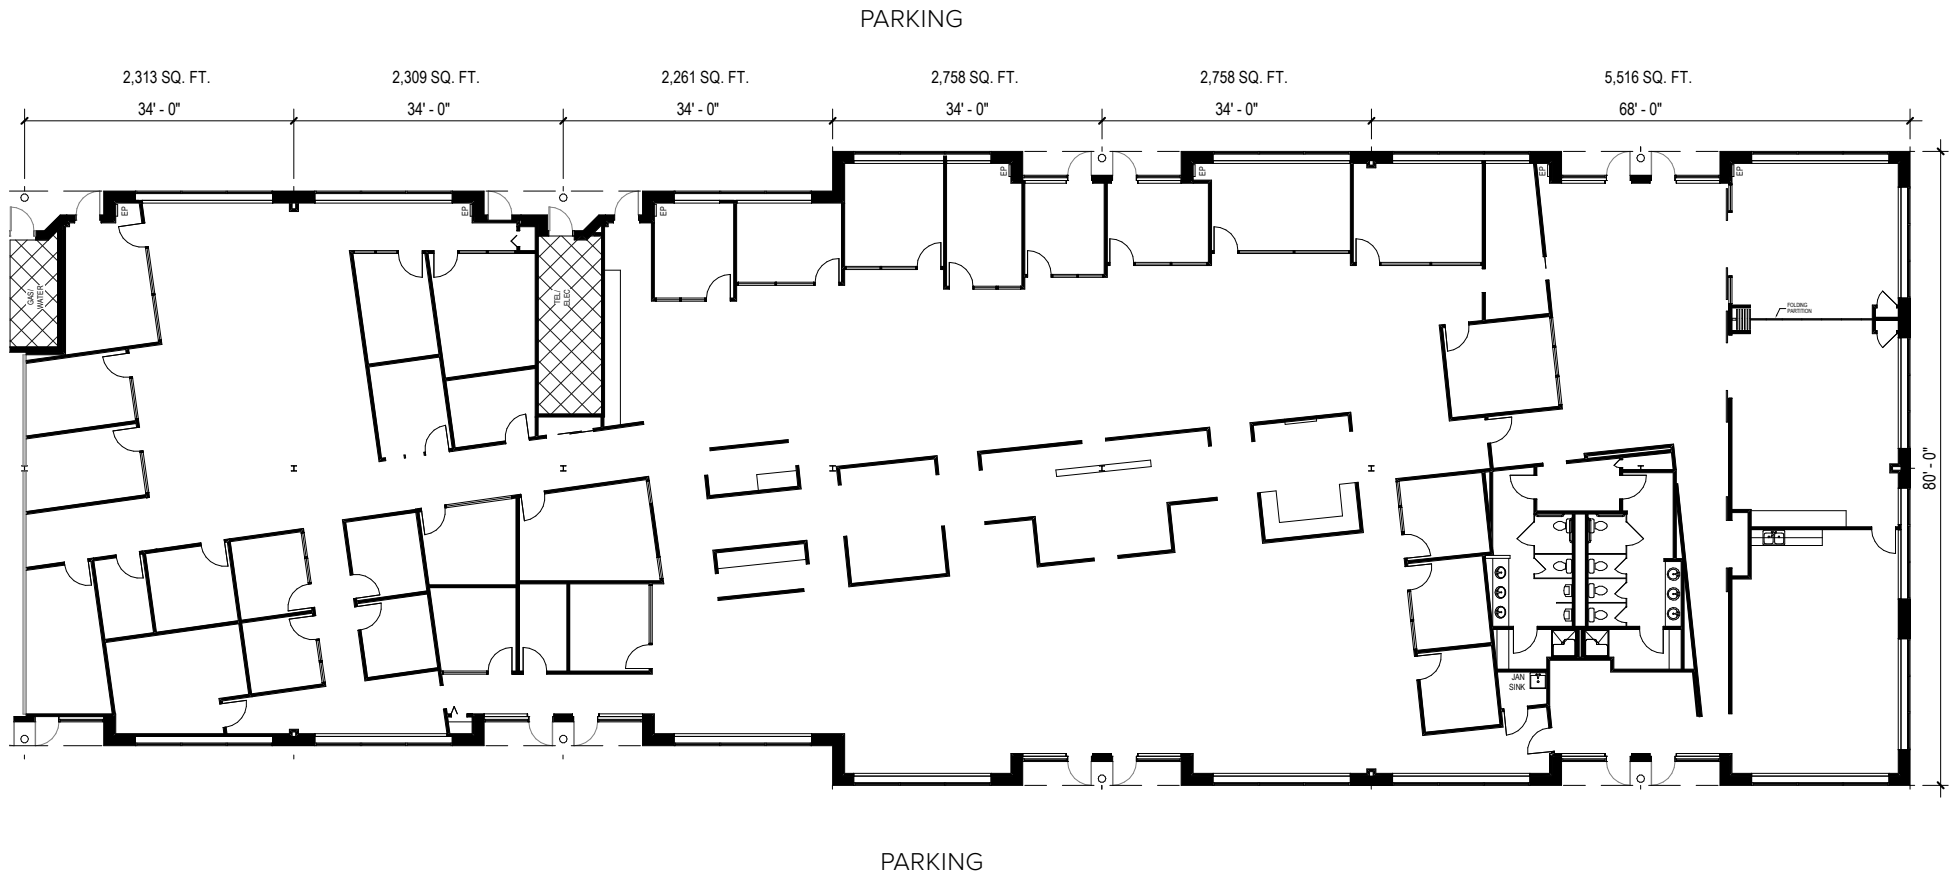 PARKING
2,313 SQ. FT.
2,309 SQ. FT.
2,261 SQ. FT.
2,758 SQ. FT.
2,758 SQ. FT.
5,516 SQ. FT.
34' - 0"
34' - 0"
34' - 0"
34' - 0"
34' - 0"
68' - 0"
EP
EP
EP
EP
EP
EP
EP
GAS/
WATER
TEL/
ELEC
FOLDING
PARTITION
80' - 0"
JAN
SINK
PARKING